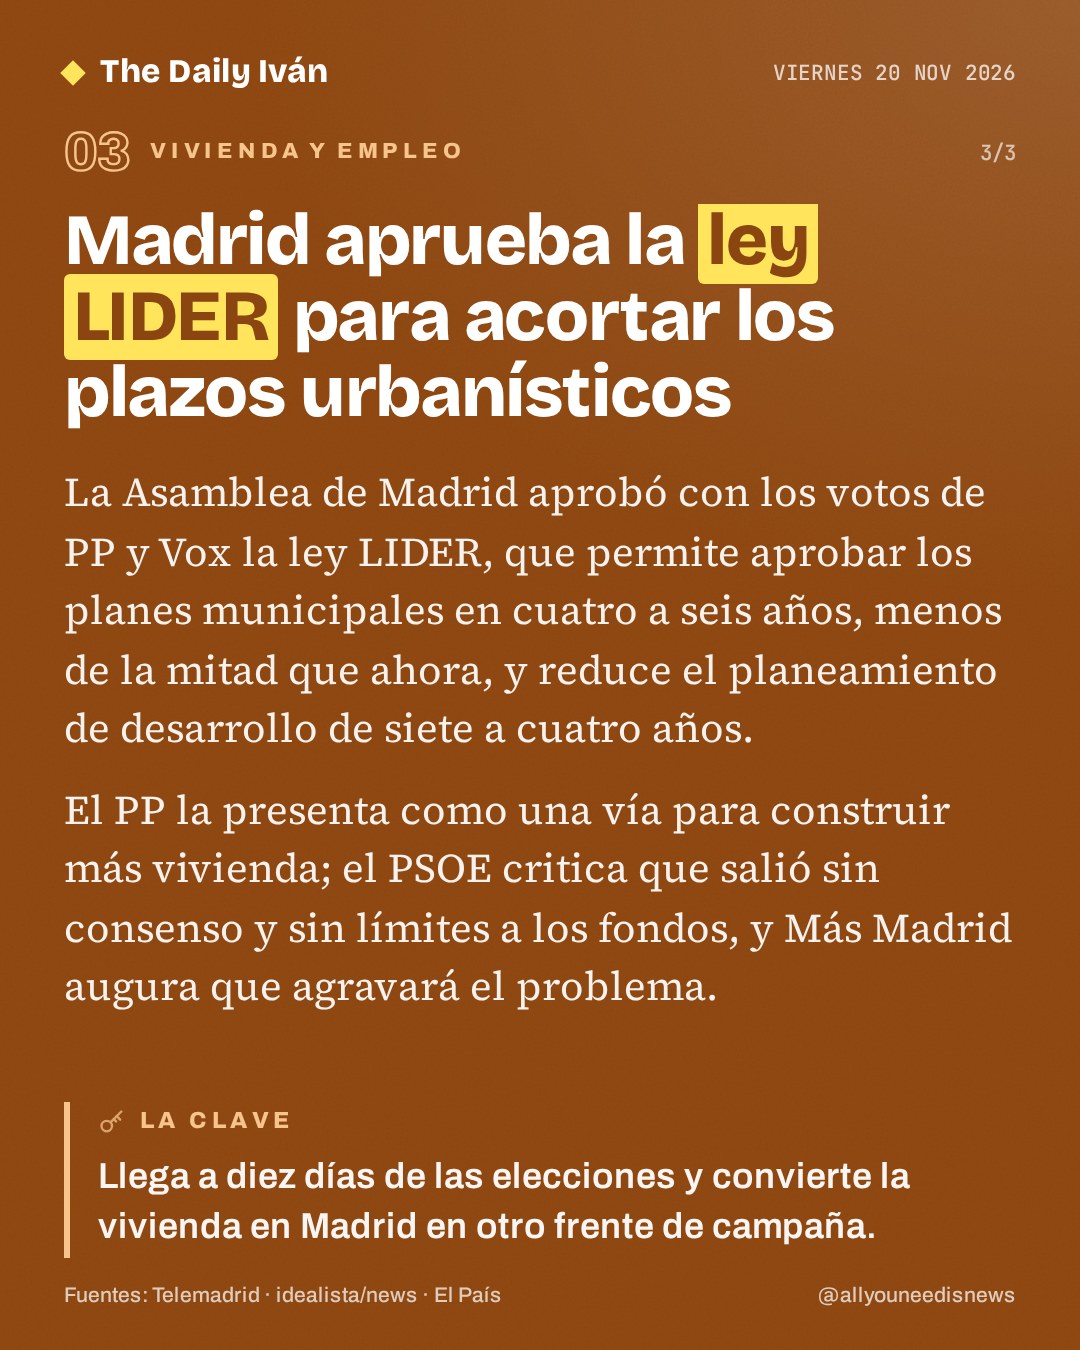 The Daily Iván
VIERNES 20 NOV 2026
03 VIVIENDA Y EMPLEO
3/3
Madrid aprueba la ley
LIDER para acortar los
plazos urbanísticos
La Asamblea de Madrid aprobó con los votos de
PP y Vox la ley LIDER, que permite aprobar los
planes municipales en cuatro a seis años, menos
de la mitad que ahora, y reduce el planeamiento
de desarrollo de siete a cuatro años.
El PP la presenta como una vía para construir
más vivienda; el PSOE critica que salió sin
consenso y sin límites a los fondos, y Más Madrid
augura que agravará el problema.
LA CLAVE
Llega a diez días de las elecciones y convierte la
vivienda en Madrid en otro frente de campaña.
Fuentes: Telemadrid · idealista/news · El País
@allyouneedisnews